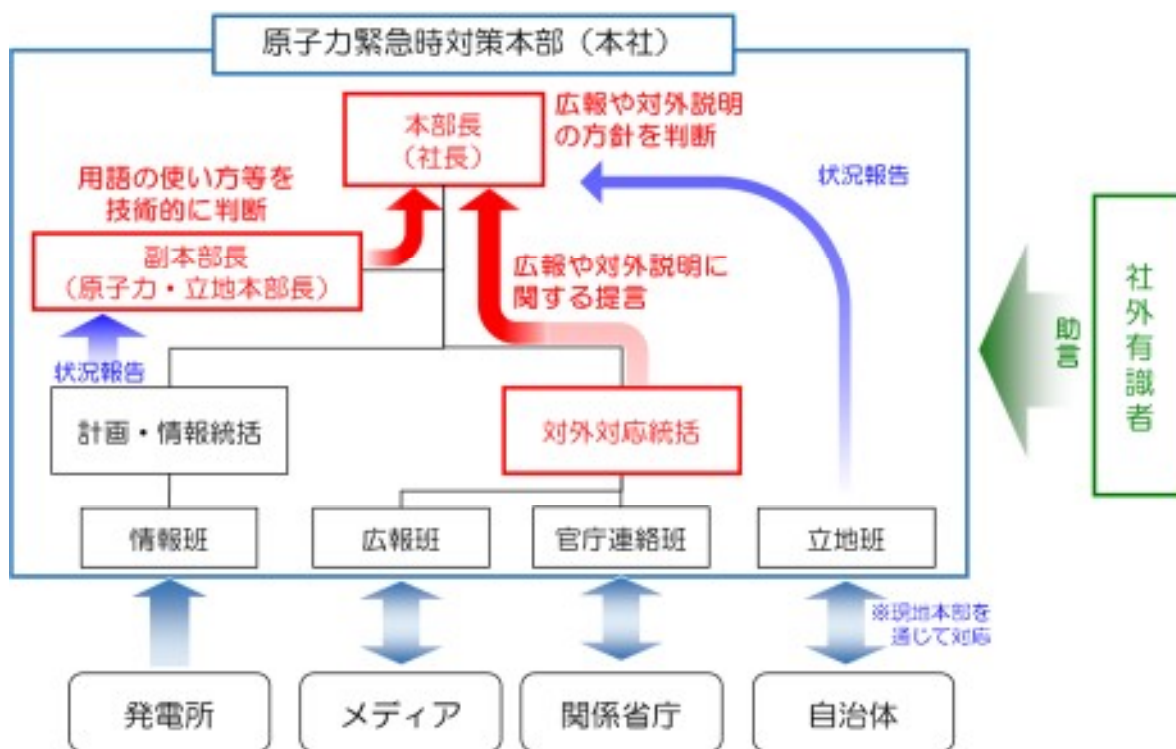 原子力緊急時対策本部（本社）
本部長
（社長）
広報や対外説明
の方針を判断
状況報告
用語の使い方等を
技術的に判断
副本部長
（原子力・立地本部長）
広報や対外説明に
関する提言
社外有識者
助言
状況報告
計画・情報統括
対外対応統括
情報班
広報班
官庁連絡班
立地班
※現地本部を
通じて対応
発電所
メディア
関係省庁
自治体